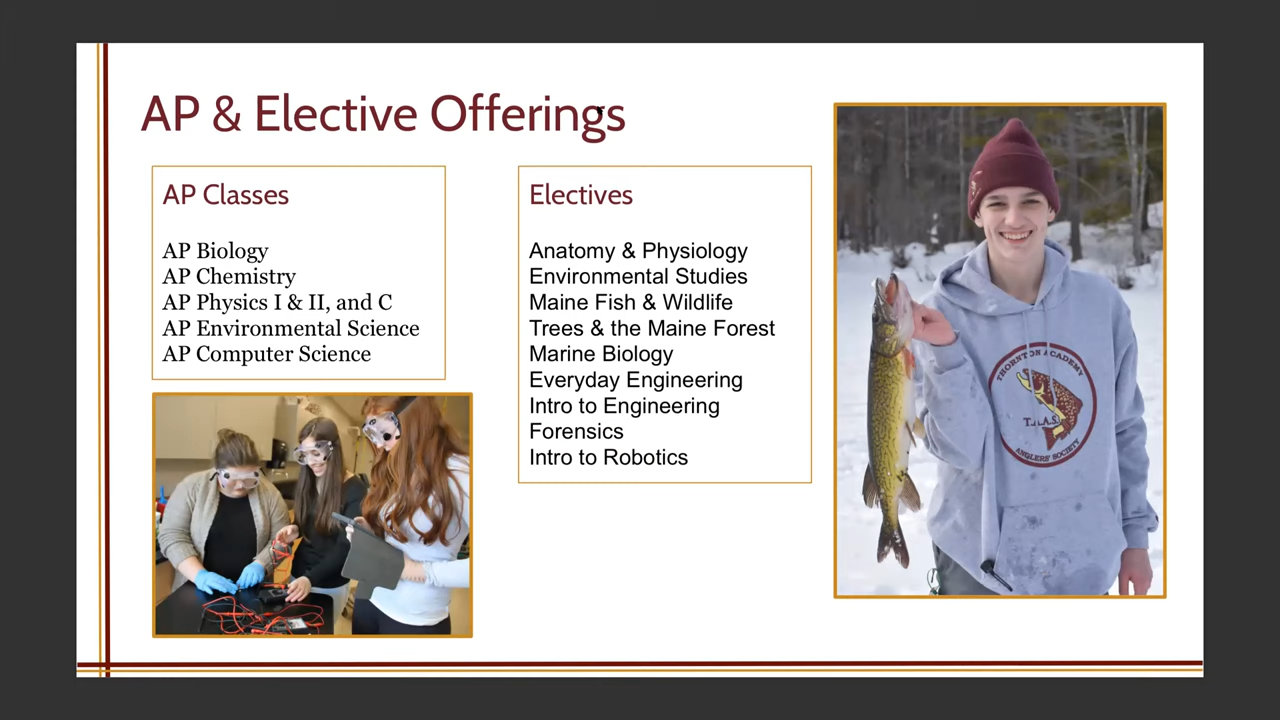 AP & Elective Offerings
AP Classes
AP Biology
AP Chemistry
AP Physics I & II, and C
AP Environmental Science
AP Computer Science
Electives
Anatomy & Physiology
Environmental Studies
Maine Fish & Wildlife
Trees & the Maine Forest
Marine Biology
Everyday Engineering
Intro to Engineering
Forensics
Intro to Robotics
THORNTON ACADEMY
ANGLERS' SOCIETY